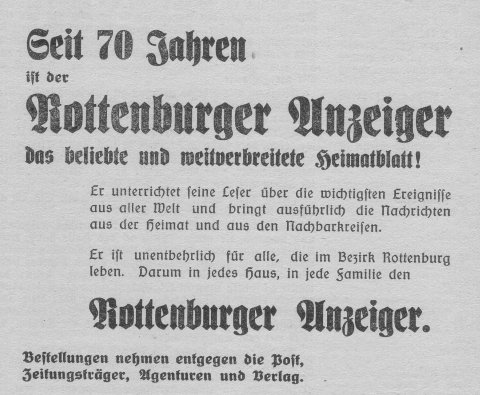 Seit 70 Jahren
ist der
Rottenburger Anzeiger
das beliebte und weitverbreitete Heimatblatt!
Er unterrichtet seine Leser über die wichtigsten Ereignisse
aus aller Welt und bringt ausführlich die Nachrichten
aus der Heimat und aus den Nachbarkreisen.
Er ist unentbehrlich für alle, die im Bezirk Rottenburg
leben. Darum in jedes Haus, in jede Familie den
Rottenburger Anzeiger.
Bestellungen nehmen entgegen die Post,
Zeitungsträger, Agenturen und Verlag.